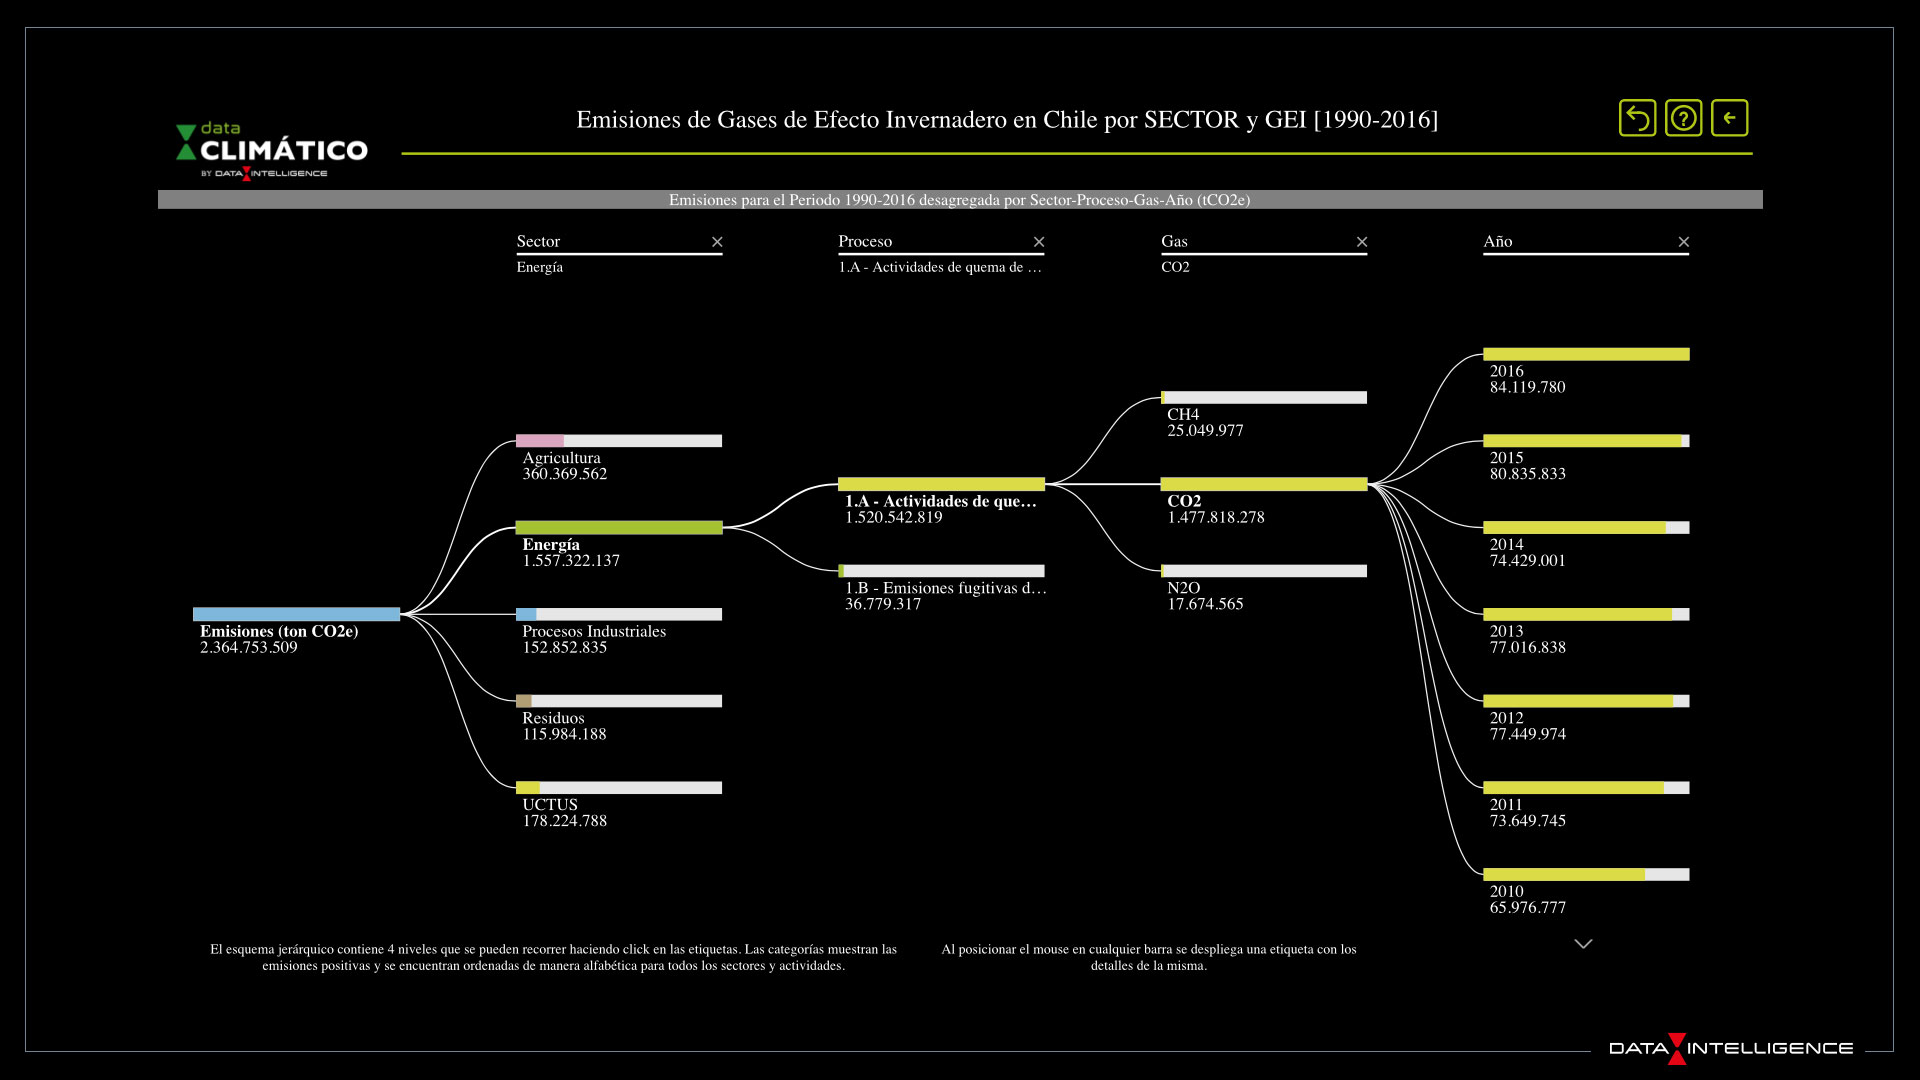 data
CLIMÁTICO
BY DATA INTELLIGENCE
Emisiones de Gases de Efecto Invernadero en Chile por SECTOR y GEI [1990-2016]
Emisiones para el Periodo 1990-2016 desagregada por Sector-Proceso-Gas-Año (tCO2e)
Sector
Energía
Proceso
1.A - Actividades de quema de …
Gas
CO2
Año
Emisiones (ton CO2e)
2.364.753.509
Agricultura
360.369.562
Energía
1.557.322.137
Procesos Industriales
152.852.835
Residuos
115.984.188
UCTUS
178.224.788
1.A - Actividades de que…
1.520.542.819
1.B - Emisiones fugitivas d…
36.779.317
CH4
25.049.977
CO2
1.477.818.278
N2O
17.674.565
2016
84.119.780
2015
80.835.833
2014
74.429.001
2013
77.016.838
2012
77.449.974
2011
73.649.745
2010
65.976.777
El esquema jerárquico contiene 4 niveles que se pueden recorrer haciendo click en las etiquetas. Las categorías muestran las
emisiones positivas y se encuentran ordenadas de manera alfabética para todos los sectores y actividades.
Al posicionar el mouse en cualquier barra se despliega una etiqueta con los
detalles de la misma.
DATA INTELLIGENCE